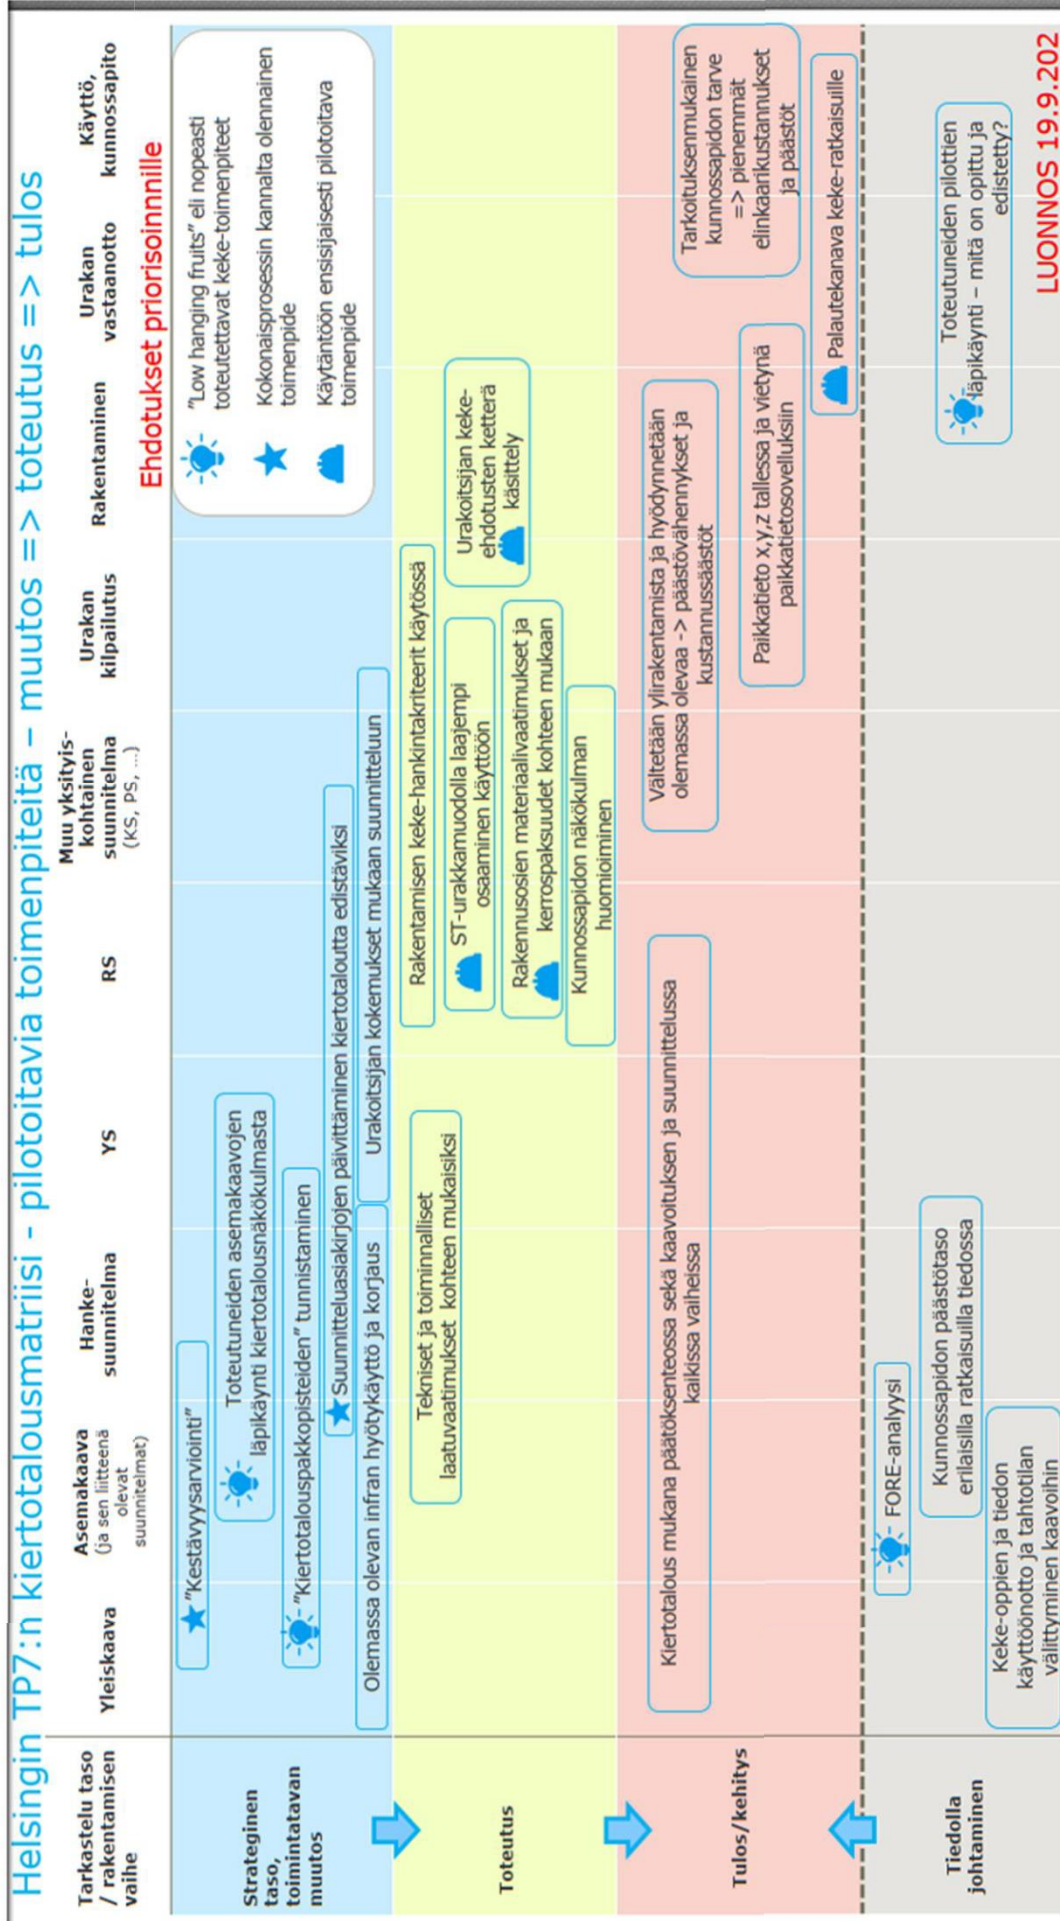 Helsingin TP7:n kiertotalousmatriisi - pilotoitavia toimenpiteitä – muutos => toteutus => tulos
Tarkastelu taso
/ rakentamisen
vaihe
Yleiskaava
Asemakaava
(ja sen liitteenä
olevat
suunnitelmat)
Hanke-
suunnitelma
YS
RS
Muu yksityis-
kohtainen
suunnitelma
(KS, PS, ...)
Urakan
kilpailutus
Rakentaminen
Urakan
vastaanotto
Käyttö,
kunnossapito
Ehdotukset priorisoinnille
"Low hanging fruits" eli nopeasti
toteutettavat keke-toimenpiteet
Kokonaisprosessin kannalta olennainen
toimenpide
Käytäntöön ensisijaisesti pilotoitava
toimenpide
Strateginen
taso,
toimintatavan
muutos
"Kestävyysarviointi"
Toteutuneiden asemakaavojen
läpikäynti kiertotalousnäkökulmasta
"Kiertotalouspakkopisteiden" tunnistaminen
Suunnitteluasiakirjojen päivittäminen kiertotaloutta edistäviksi
Olemassa olevan infran hyötykäyttö ja korjaus
Urakoitsijan kokemukset mukaan suunnitteluun
Toteutus
Tekniset ja toiminnalliset
laatuvaatimukset kohteen mukaisiksi
Rakentamisen keke-hankintakriteerit käytössä
ST-urakkamuodolla laajempi
osaaminen käyttöön
Urakoitsijan keke-
ehdotusten ketterä
käsittely
Rakennusosien materiaalivaatimukset ja
kerrospaksuudet kohteen mukaan
Kunnossapidon näkökulman
huomioiminen
Tulos/kehitys
Kiertotalous mukana päätöksenteossa sekä kaavoituksen ja suunnittelussa
kaikissa vaiheissa
Vältetään ylirakentamista ja hyödynnetään
olemassa olevaa -> päästövähennykset ja
kustannussäästöt
Tarkoituksenmukainen
kunnossapidon tarve
=> pienemmät
elinkaarikustannukset
ja päästöt
Paikkatieto x,y,z tallessa ja vietynä
paikkatietosovelluksiin
Palautekanava keke-ratkaisuille
Tiedolla
johtaminen
FORE-analyysi
Kunnossapidon päästötaso
erilaisilla ratkaisuilla tiedossa
Keke-oppien ja tiedon
käyttöönotto ja tahtotilan
välittyminen kaavoihin
Toteutuneiden pilottien
läpikäynti – mitä on opittu ja
edistetty?
LUONNOS 19.9.202